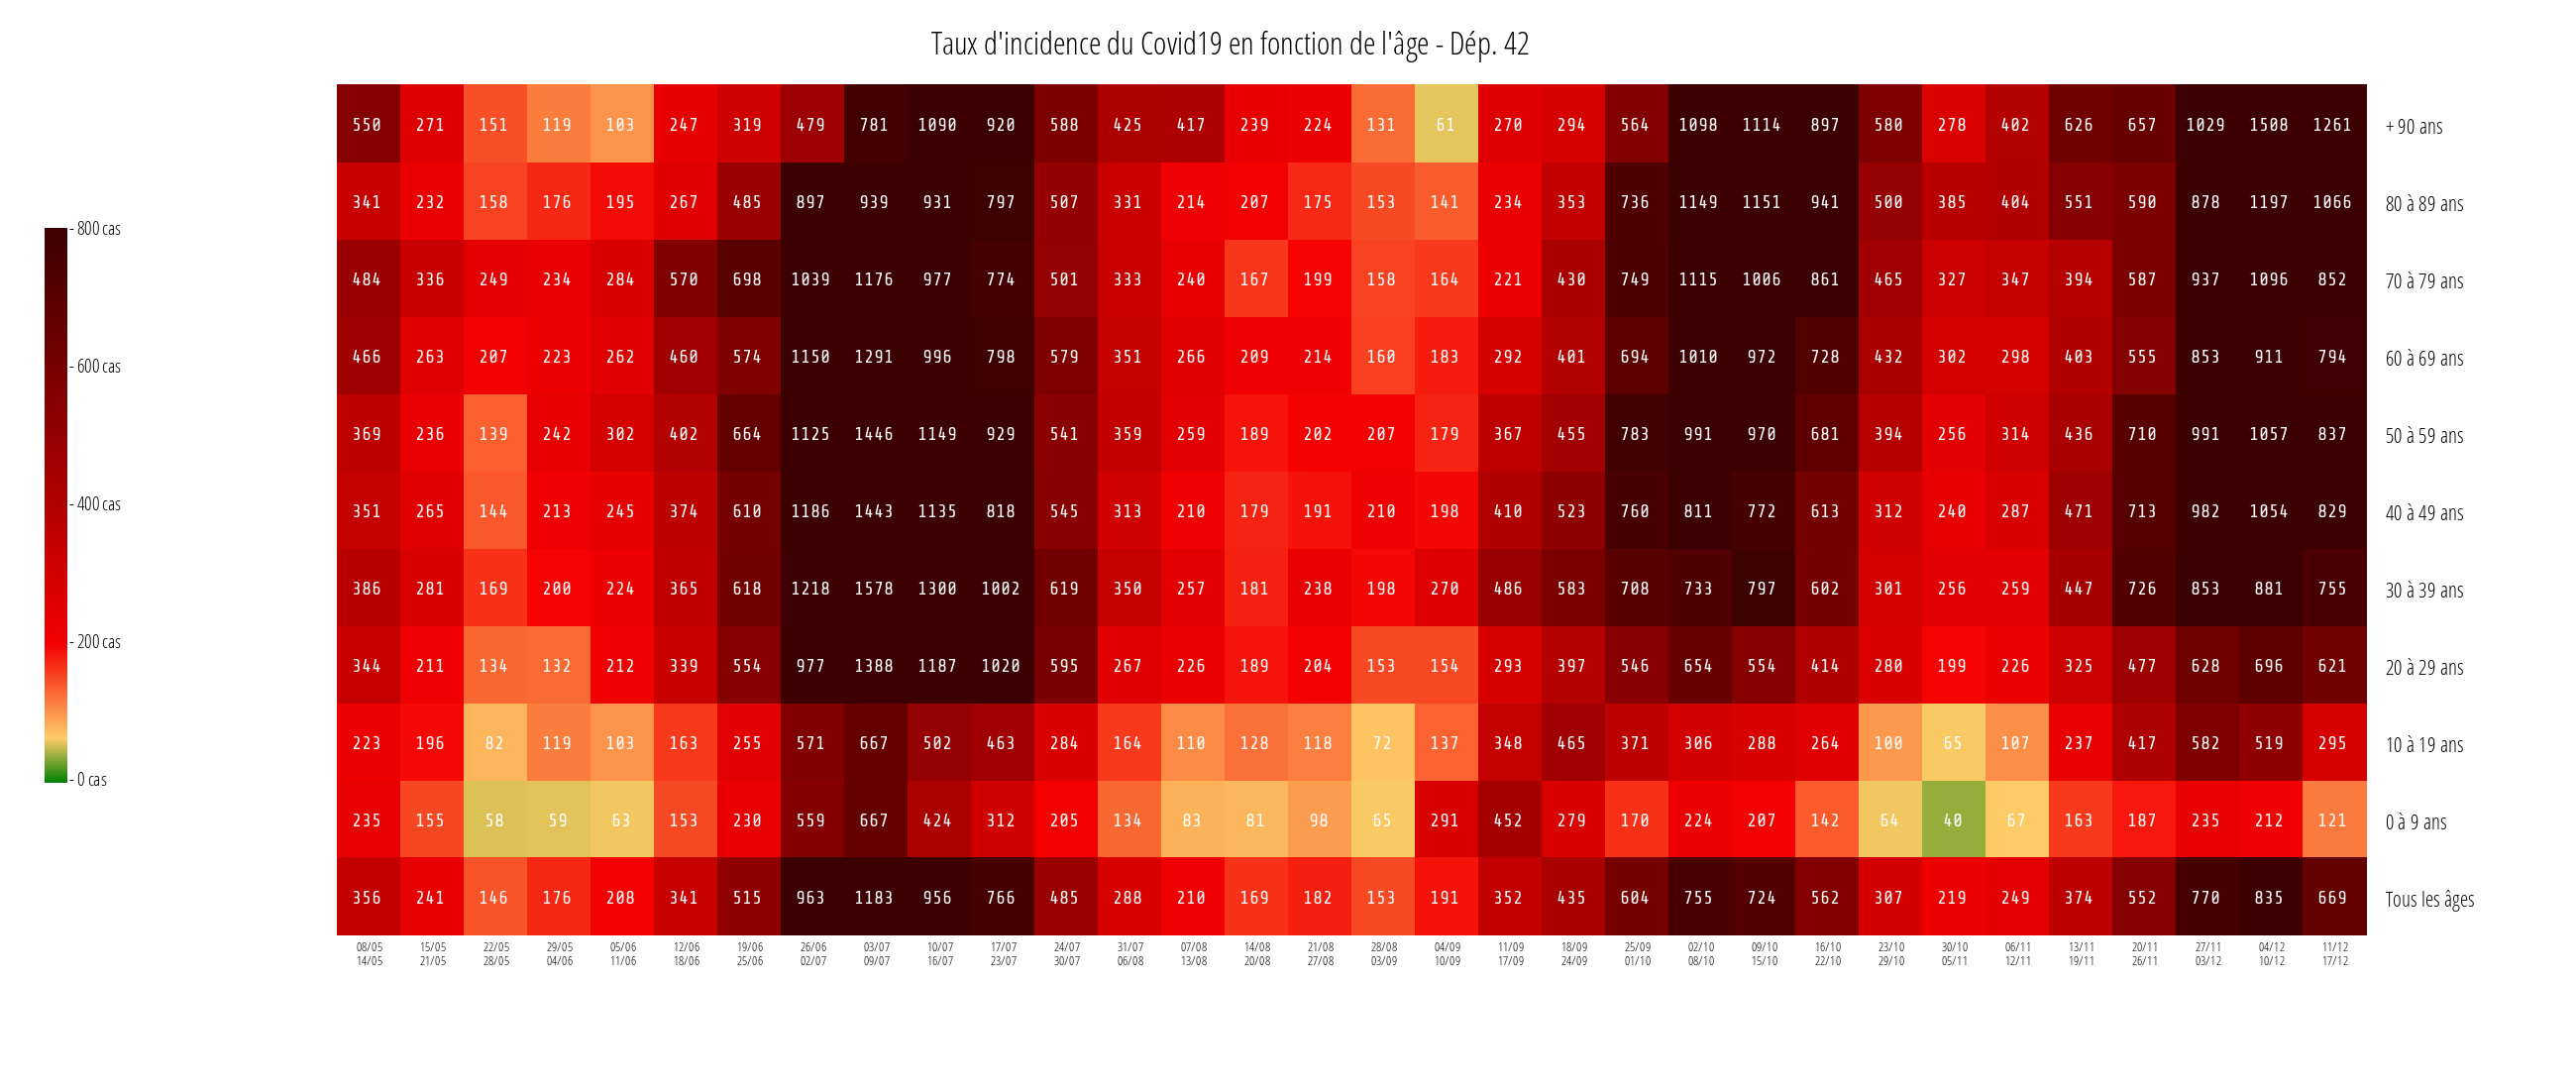 Taux d'incidence du Covid19 en fonction de l'âge - Dép. 42
- 800 cas
- 600 cas
- 400 cas
- 200 cas
- 0 cas
550 271 151 119 103 247 319 479 781 1090 920 588 425 417 239 224 131 61 270 294 564 1098 1114 897 580 278 402 626 657 1029 1508 1261 + 90 ans
341 232 158 176 195 267 485 897 939 931 797 507 331 214 207 175 153 141 234 353 736 1149 1151 941 500 385 404 551 590 878 1197 1066 80 à 89 ans
484 336 249 234 284 570 698 1039 1176 977 774 501 333 240 167 199 158 164 221 430 749 1115 1006 861 465 327 347 394 587 937 1096 852 70 à 79 ans
466 263 207 223 262 460 574 1150 1291 996 798 579 351 266 209 214 160 183 292 401 694 1010 972 728 432 302 298 403 555 853 911 794 60 à 69 ans
369 236 139 242 302 402 664 1125 1446 1149 929 541 359 259 189 202 207 179 367 455 783 991 970 681 394 256 314 436 710 991 1057 837 50 à 59 ans
351 265 144 213 245 374 610 1186 1443 1135 818 545 313 210 179 191 210 198 410 523 760 811 772 613 312 240 287 471 713 982 1054 829 40 à 49 ans
386 281 169 200 224 365 618 1218 1578 1300 1002 619 350 257 181 238 198 270 486 583 708 733 797 602 301 256 259 447 726 853 881 755 30 à 39 ans
344 211 134 132 212 339 554 977 1388 1187 1020 595 267 226 189 204 153 154 293 397 546 654 554 414 280 199 226 325 477 628 696 621 20 à 29 ans
223 196 82 119 103 163 255 571 667 502 463 284 164 110 128 118 72 137 348 465 371 306 288 264 100 65 107 237 417 582 519 295 10 à 19 ans
235 155 58 59 63 153 230 559 667 424 312 205 134 83 81 98 65 291 452 279 170 224 207 142 64 40 67 163 187 235 212 121 0 à 9 ans
356 241 146 176 208 341 515 963 1183 956 766 485 288 210 169 182 153 191 352 435 604 755 724 562 307 219 249 374 552 770 835 669 Tous les âges
08/05 15/05 22/05 29/05 05/06 12/06 19/06 26/06 03/07 10/07 17/07 24/07 31/07 07/08 14/08 21/08 28/08 04/09 11/09 18/09 25/09 02/10 09/10 16/10 23/10 30/10 06/11 13/11 20/11 27/11 04/12 11/12
14/05 21/05 28/05 04/06 11/06 18/06 25/06 02/07 09/07 16/07 23/07 30/07 06/08 13/08 20/08 27/08 03/09 10/09 17/09 24/09 01/10 08/10 15/10 22/10 29/10 05/11 12/11 19/11 26/11 03/12 10/12 17/12